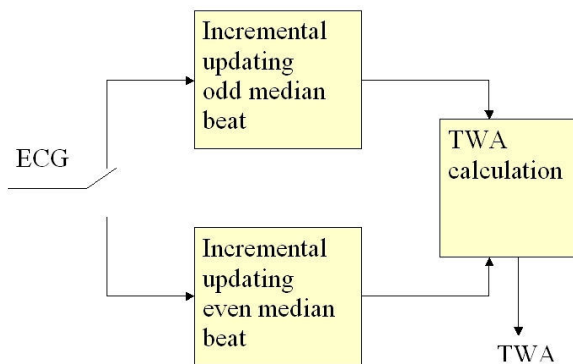 Incremental
updating
odd median
beat
ECG
TWA
calculation
Incremental
updating
even median
beat
TWA